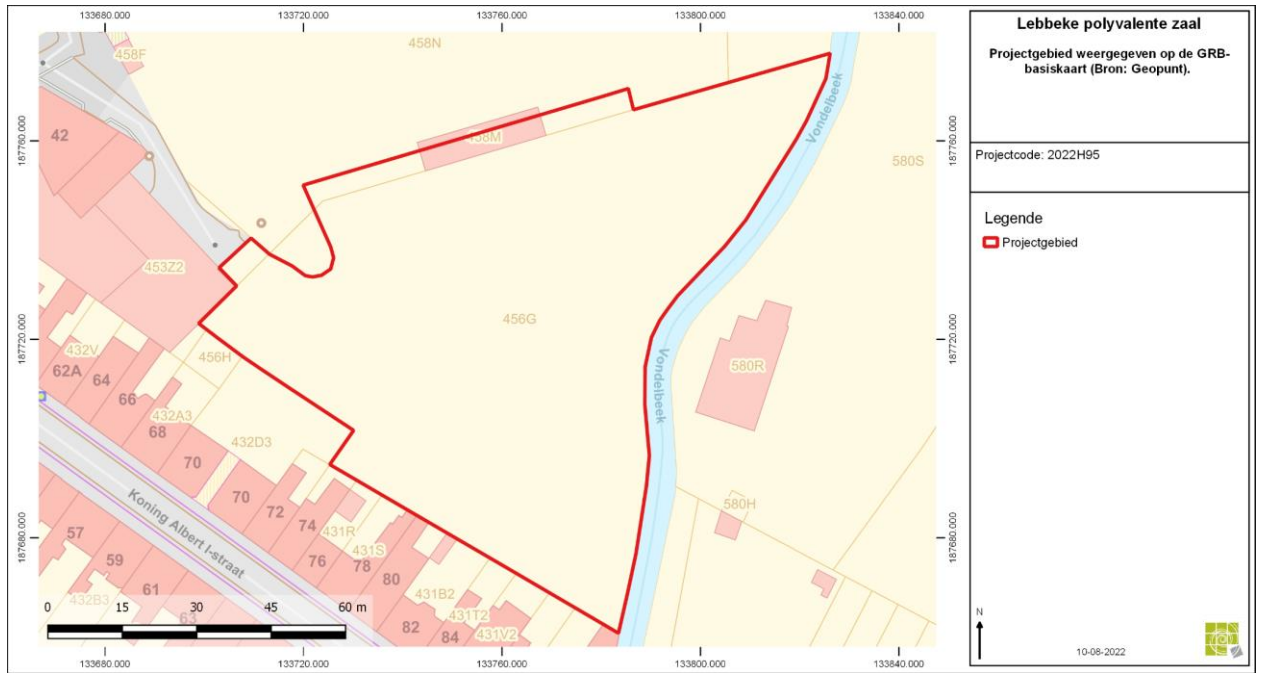 133720.000
133760.000
133800.000
133840.000
133680.000
458N
458F
42
458M
Vondelbeek
580S
187760.000
187760.000
453Z2
456G
187720.000
187720.000
432V
456H
62A
64
66
432A3
68
70
432D3
Vondelbeek
580R
70
72
74
431R
431S
76
78
80
580H
187680.000
187680.000
Koning Albert I-straat
57
59
61
432B3
63
431B2
431T2
431V2
82
84
0 15 30 45 60 m
133680.000
133720.000
133760.000
133800.000
133840.000
Lebbeke polyvalente zaal
Projectgebied weergegeven op de GRB-
basiskaart (Bron: Geopunt).
Projectcode: 2022H95
Legende
Projectgebied
N
10-08-2022